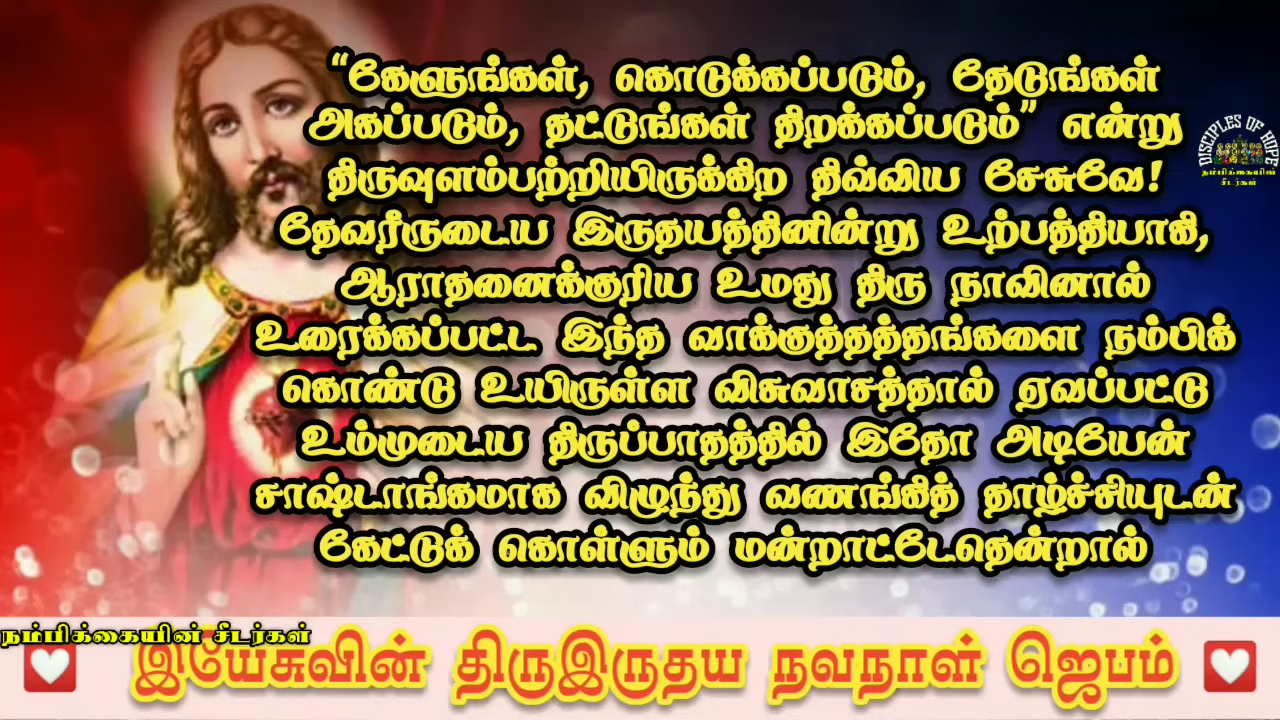 “கேளுங்கள், கொடுக்கப்படும், தேடுங்கள்
அகப்படும், தட்டுங்கள் திறக்கப்படும்” என்று
திருவுளம்பற்றியிருக்கிற திவ்விய சேசுவே!
தேவரீருடைய இருதயத்தினின்று உற்பத்தியாகி,
ஆராதனைக்குரிய உமது திரு நாவினால்
உரைக்கப்பட்ட இந்த வாக்குத்தத்தங்களை நம்பிக்
கொண்டு உயிருள்ள விசுவாசத்தால் ஏவப்பட்டு
உம்முடைய திருப்பாதத்தில் இதோ அடியேன்
சாஷ்டாங்கமாக விழுந்து வணங்கித் தாழ்ச்சியுடன்
கேட்டுக் கொள்ளும் மன்றாட்டேதென்றால்
DISCIPLES OF HOPE
நம்பிக்கையின்
சீடர்கள்
நம்பிக்கையின் சீடர்கள்
இயேசுவின் திருஇருதய நவநாள் ஜெபம்